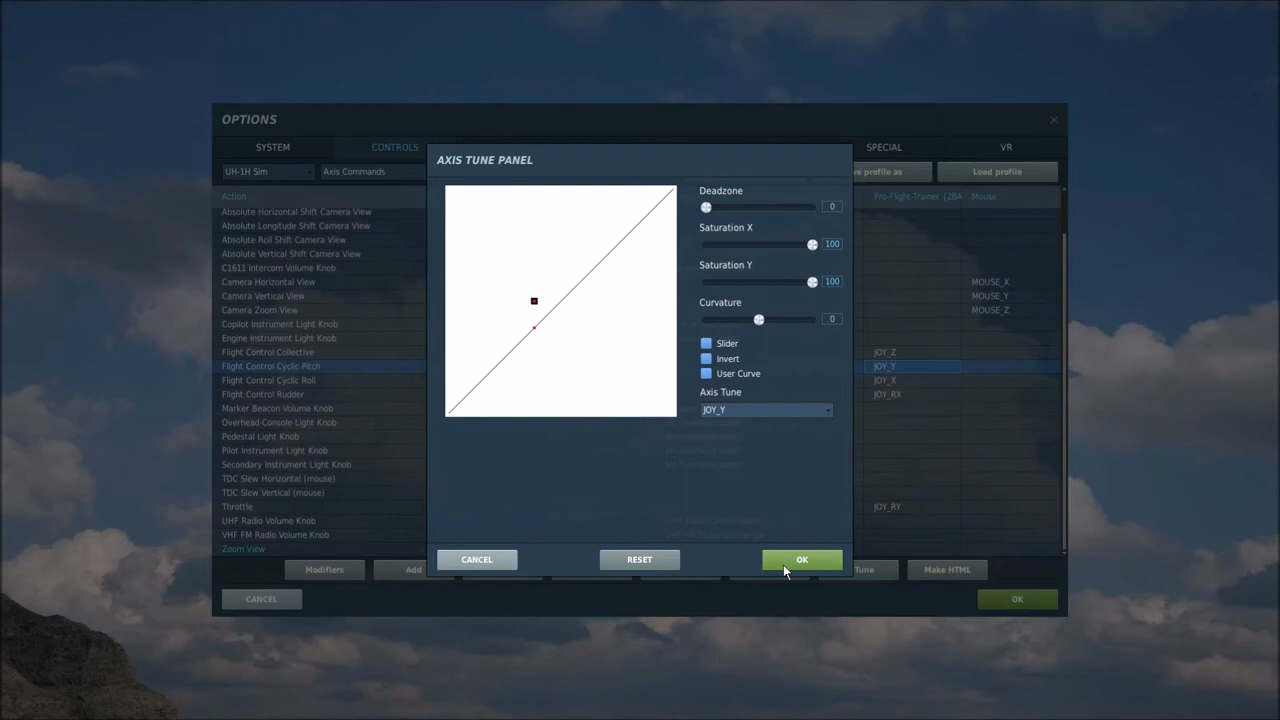 OPTIONS
SYSTEM CONTROLS SPECIAL VR
UH-1H Sim Axis Commands ve profile as Load profile
AXIS TUNE PANEL
Action Pro-Flight-Trainer {2BA Mouse
Absolute Horizontal Shift Camera View
Absolute Longitude Shift Camera View
Absolute Roll Shift Camera View
Absolute Vertical Shift Camera View
C1611 Intercom Volume Knob
Camera Horizontal View MOUSE_X
Camera Vertical View MOUSE_Y
Camera Zoom View MOUSE_Z
Copilot Instrument Light Knob
Engine Instrument Light Knob
Flight Control Collective JOY_Z
Flight Control Cyclic Pitch JOY_Y
Flight Control Cyclic Roll JOY_X
Flight Control Rudder JOY_RX
Marker Beacon Volume Knob
Overhead Console Light Knob
Pedestal Light Knob
Pilot Instrument Light Knob
Secondary Instrument Light Knob
TDC Slew Horizontal (mouse)
TDC Slew Vertical (mouse)
Throttle JOY_RY
UHF Radio Volume Knob
VHF FM Radio Volume Knob
Zoom View
Deadzone
0
Saturation X
100
Saturation Y
100
Curvature
0
Slider
Invert
User Curve
Axis Tune
JOY_Y
CANCEL RESET OK
Modifiers Add Tune Make HTML
CANCEL OK